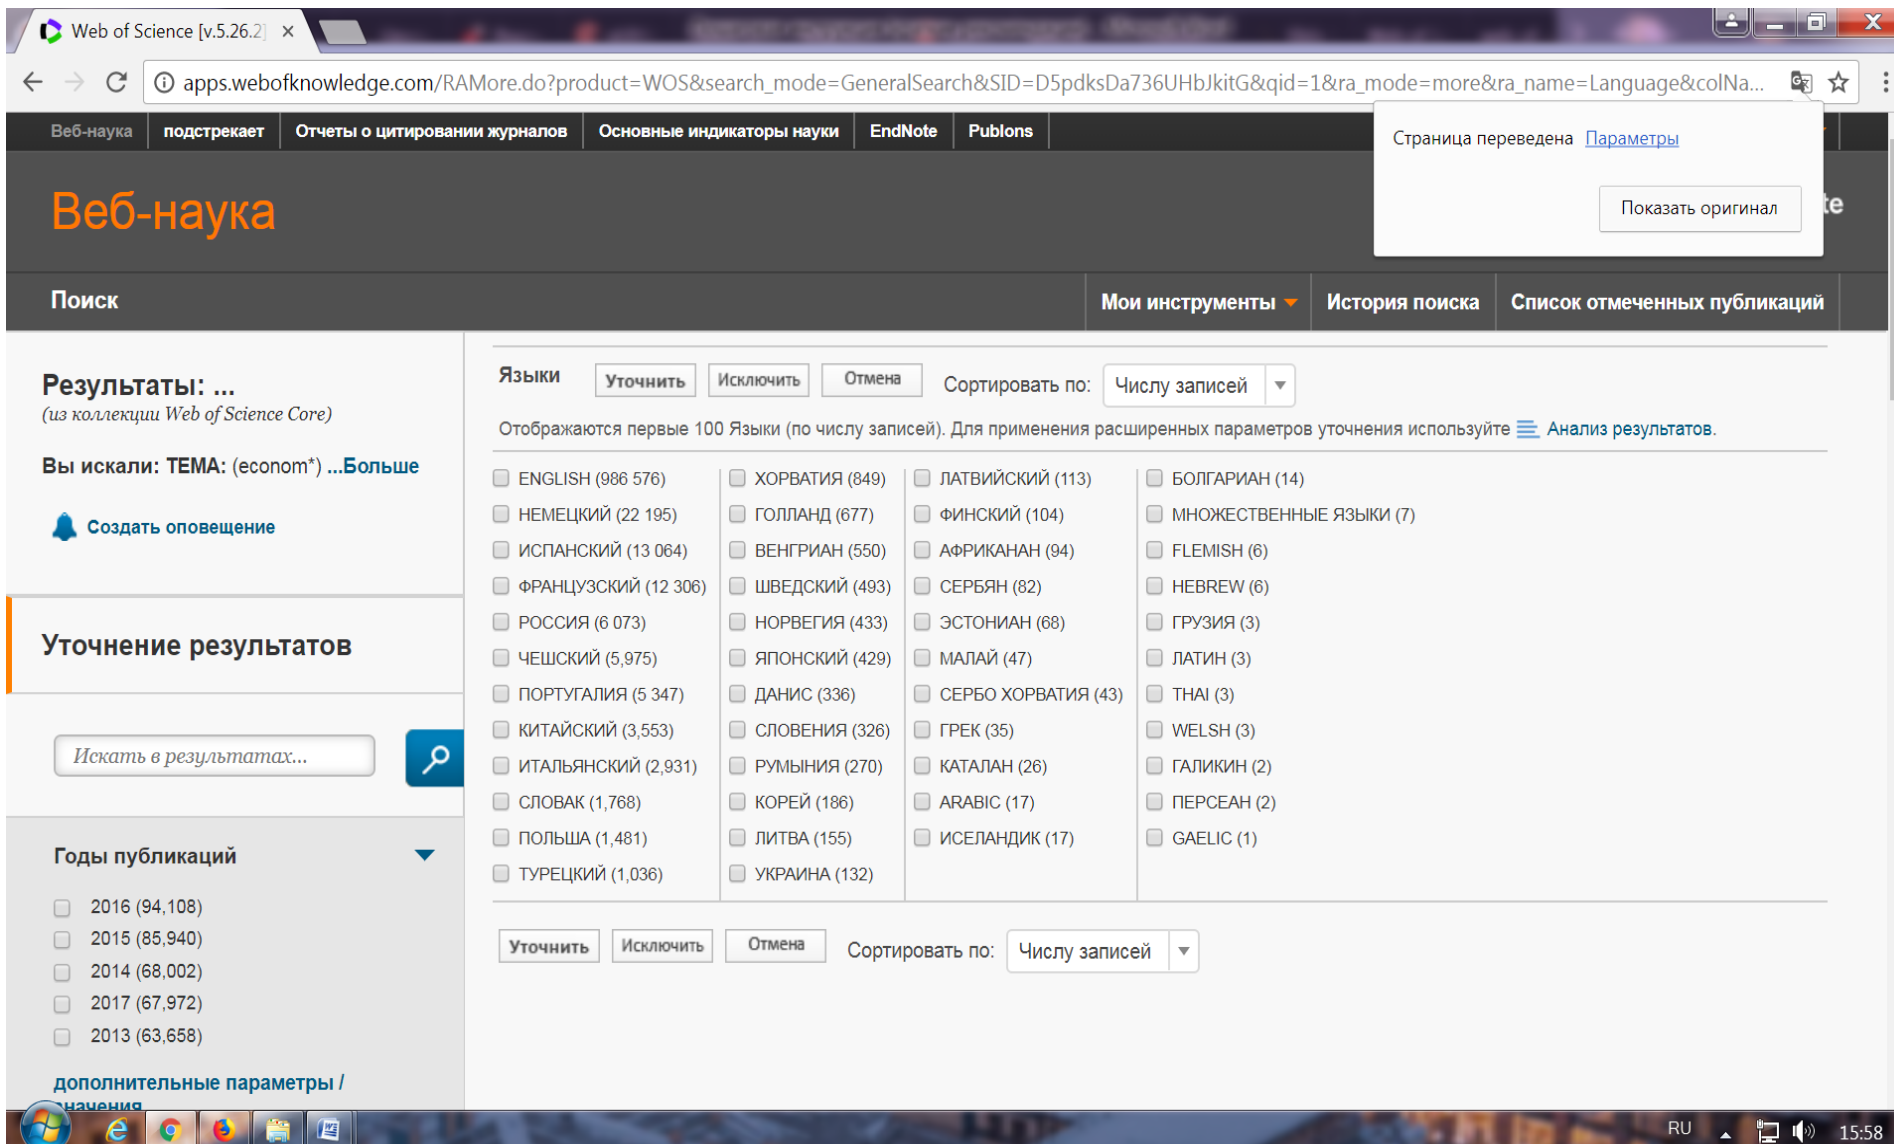 Web of Science [v.5.26.2]
apps.webofknowledge.com/RAMore.do?product=WOS&search_mode=GeneralSearch&SID=D5pdksDa736UHbJkitG&qid=1&ra_mode=more&ra_name=Language&colNa...
Веб-наука подстрекает Отчеты о цитировании журналов Основные индикаторы науки EndNote Publons
Страница переведена Параметры
Показать оригинал
Веб-наука
te
Поиск Мои инструменты История поиска Список отмеченных публикаций
Результаты: ...
(из коллекции Web of Science Core)
Вы искали: ТЕМА: (econom*) ...Больше
Создать оповещение
Уточнение результатов
Искать в результатах...
Годы публикаций
2016 (94,108)
2015 (85,940)
2014 (68,002)
2017 (67,972)
2013 (63,658)
дополнительные параметры /
значения
Языки Уточнить Исключить Отмена Сортировать по: Числу записей
Отображаются первые 100 Языки (по числу записей). Для применения расширенных параметров уточнения используйте Анализ результатов.
ENGLISH (986 576)
НЕМЕЦКИЙ (22 195)
ИСПАНСКИЙ (13 064)
ФРАНЦУЗСКИЙ (12 306)
РОССИЯ (6 073)
ЧЕШСКИЙ (5,975)
ПОРТУГАЛИЯ (5 347)
КИТАЙСКИЙ (3,553)
ИТАЛЬЯНСКИЙ (2,931)
СЛОВАК (1,768)
ПОЛЬША (1,481)
ТУРЕЦКИЙ (1,036)
ХОРВАТИЯ (849)
ГОЛЛАНД (677)
ВЕНГРИАН (550)
ШВЕДСКИЙ (493)
НОРВЕГИЯ (433)
ЯПОНСКИЙ (429)
ДАНИС (336)
СЛОВЕНИЯ (326)
РУМЫНИЯ (270)
КОРЕЙ (186)
ЛИТВА (155)
УКРАИНА (132)
ЛАТВИЙСКИЙ (113)
ФИНСКИЙ (104)
АФРИКАНАН (94)
СЕРБЯН (82)
ЭСТОНИАН (68)
МАЛАЙ (47)
СЕРБО ХОРВАТИЯ (43)
ГРЕК (35)
КАТАЛАН (26)
ARABIC (17)
ИСЕЛАНДИК (17)
БОЛГАРИАН (14)
МНОЖЕСТВЕННЫЕ ЯЗЫКИ (7)
FLEMISH (6)
HEBREW (6)
ГРУЗИЯ (3)
ЛАТИН (3)
THAI (3)
WELSH (3)
ГАЛИКИН (2)
ПЕРСЕАН (2)
GAELIC (1)
Уточнить Исключить Отмена Сортировать по: Числу записей
RU 15:58